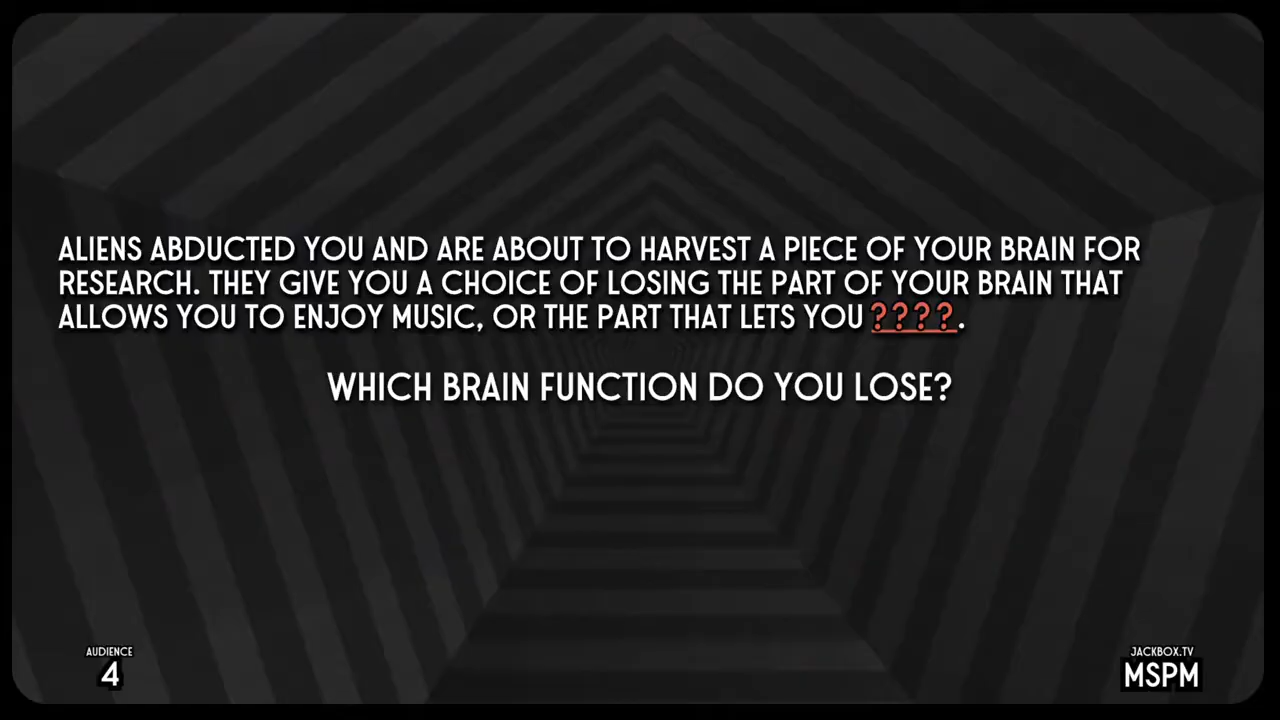 ALIENS ABDUCTED YOU AND ARE ABOUT TO HARVEST A PIECE OF YOUR BRAIN FOR
RESEARCH. THEY GIVE YOU A CHOICE OF LOSING THE PART OF YOUR BRAIN THAT
ALLOWS YOU TO ENJOY MUSIC, OR THE PART THAT LETS YOU ????.
WHICH BRAIN FUNCTION DO YOU LOSE?
AUDIENCE
4
JACKBOX.TV
MSPM